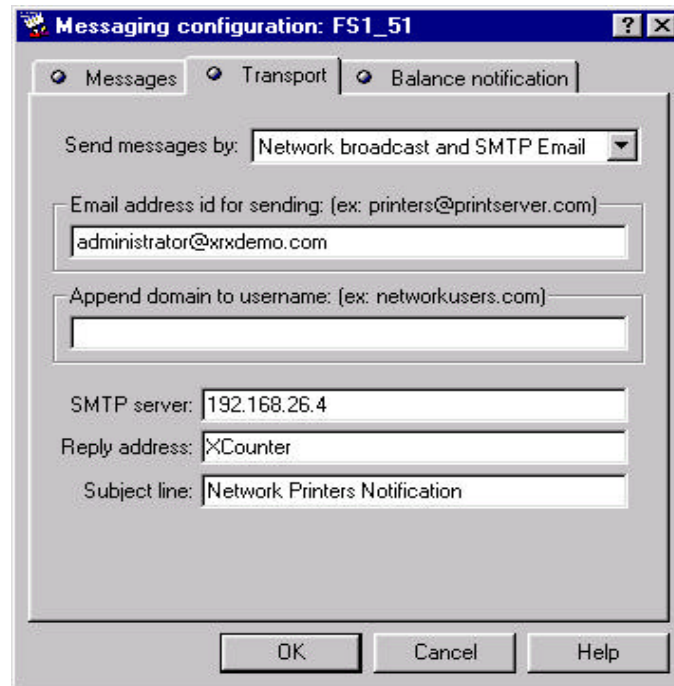 Messaging configuration: FS1_51
Messages Transport Balance notification
Send messages by: Network broadcast and SMTP Email
Email address id for sending: (ex: printers@printserver.com)
administrator@xrxdemo.com
Append domain to username: (ex: networkusers.com)
SMTP server: 192.168.26.4
Reply address: XCounter
Subject line: Network Printers Notification
OK Cancel Help